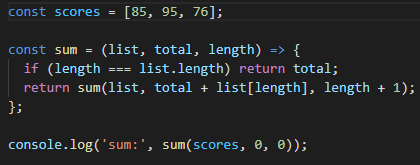 const scores = [85, 95, 76];
const sum = (list, total, length) => {
if (length === list.length) return total;
return sum(list, total + list[length], length + 1);
};
console.log('sum:', sum(scores, 0, 0));